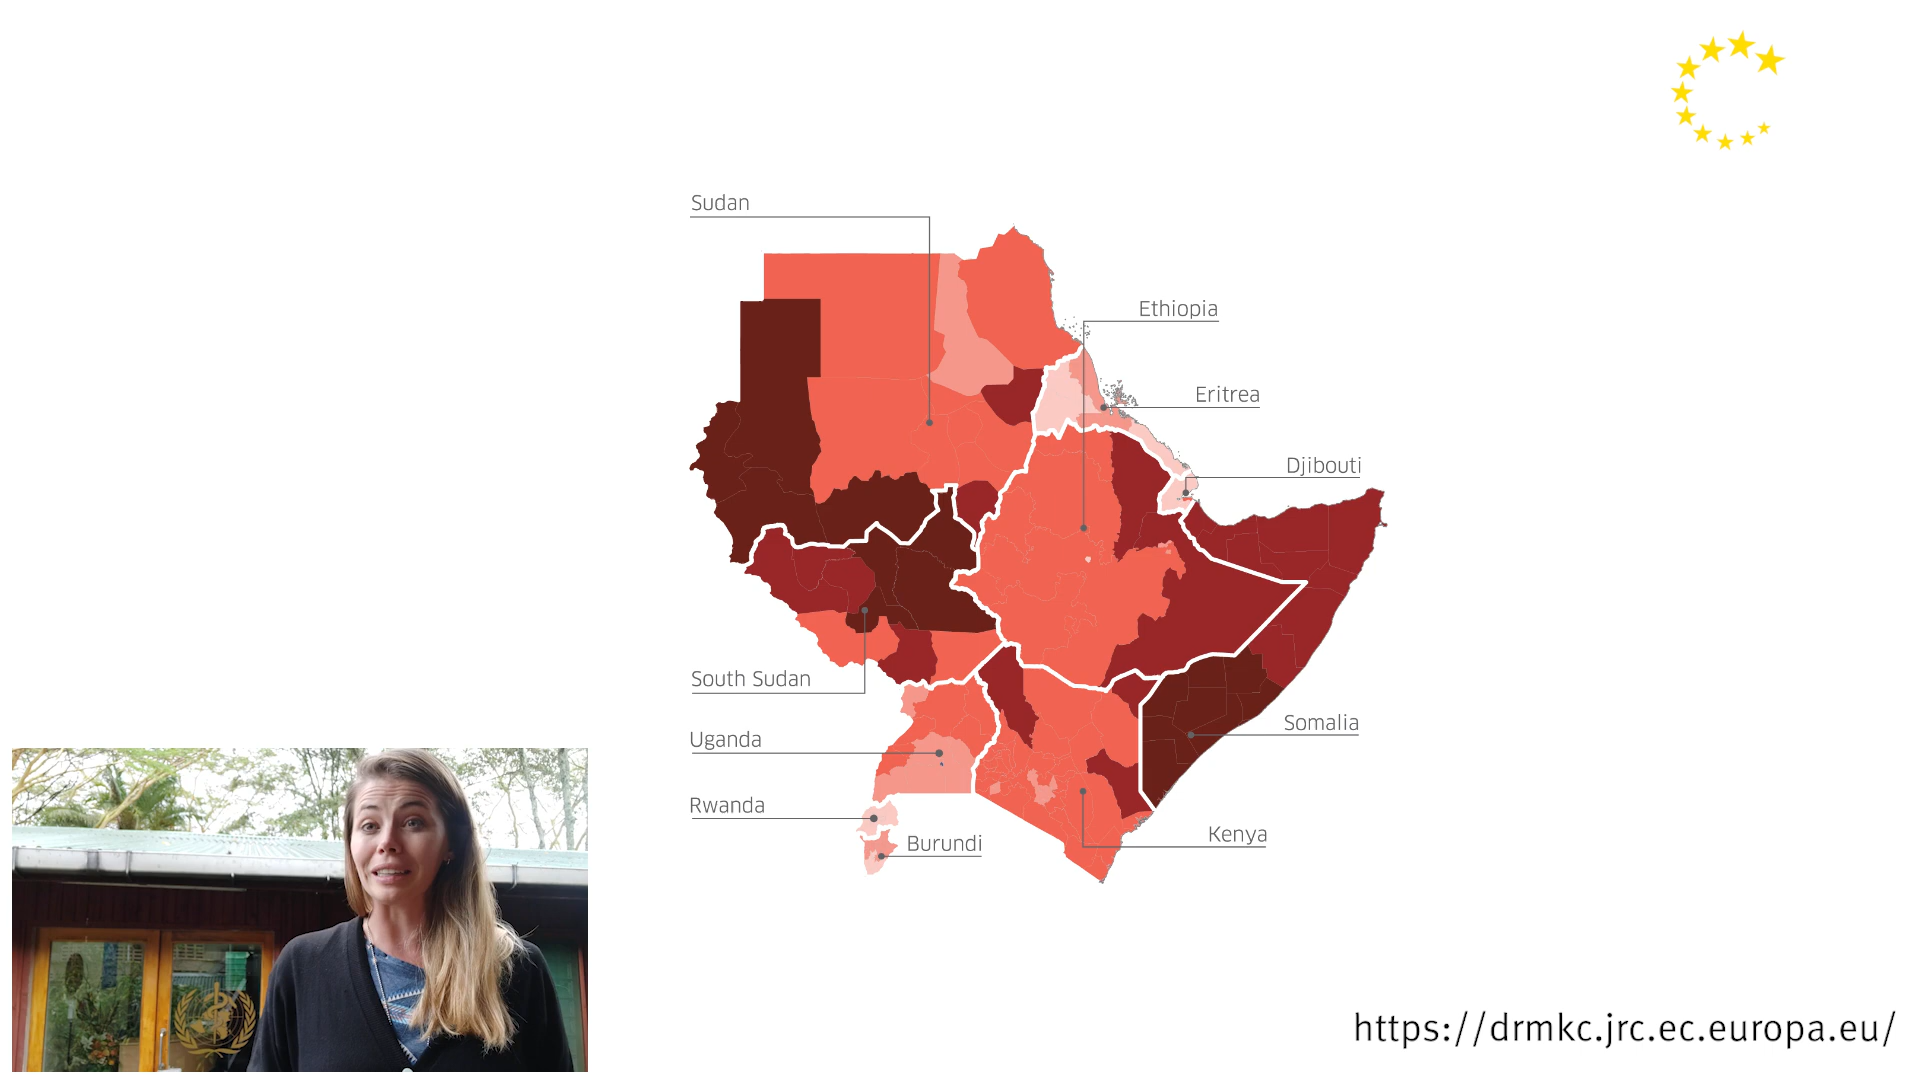 Sudan
Ethiopia
Eritrea
Djibouti
South Sudan
Somalia
Uganda
Rwanda
Kenya
Burundi
https://drmkc.jrc.ec.europa.eu/